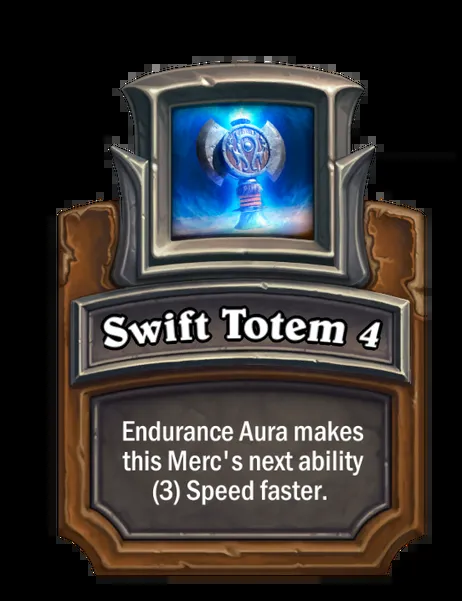 Swift Totem 4
Endurance Aura makes
this Merc's next ability
(3) Speed faster.